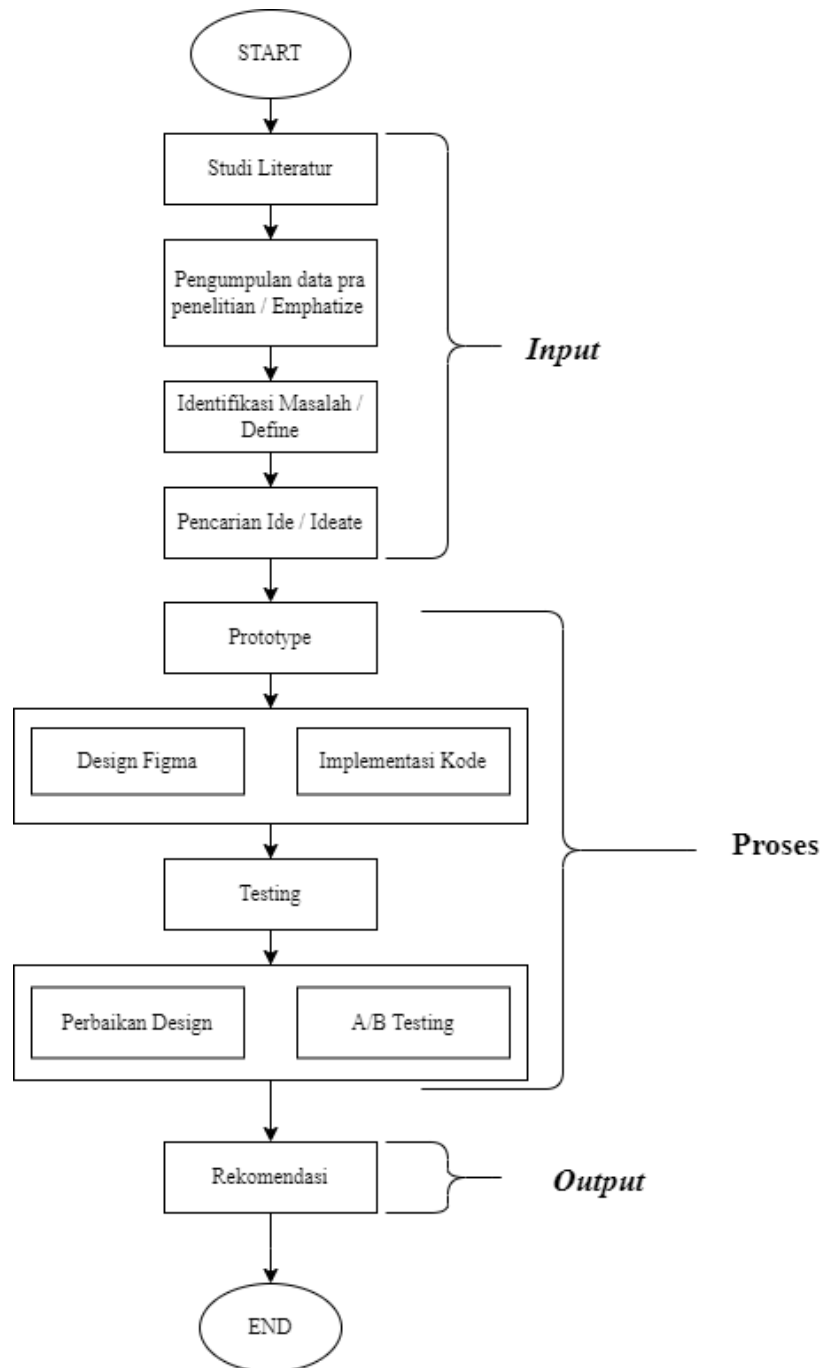 START
Studi Literatur
Pengumpulan data pra
penelitian / Emphatize
Input
Identifikasi Masalah /
Define
Pencarian Ide / Ideate
Prototype
Design Figma
Implementasi Kode
Proses
Testing
Perbaikan Design
A/B Testing
Rekomendasi
Output
END